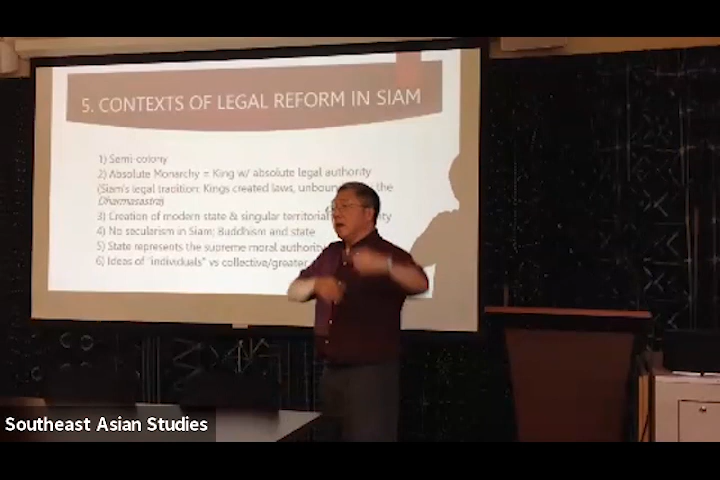 5. CONTEXTS OF LEGAL REFORM IN SIAM
1) Semi-colony
2) Absolute Monarchy = King w/ absolute legal authority
(Siam's legal tradition: Kings created laws, the
Dharmasastra)
3) Creation of modern state & singular
4) No secularism in Siam: Buddhism and state
5) State represents the supreme moral authority
6) Ideas of "individuals" vs collective/greater
Southeast Asian Studies